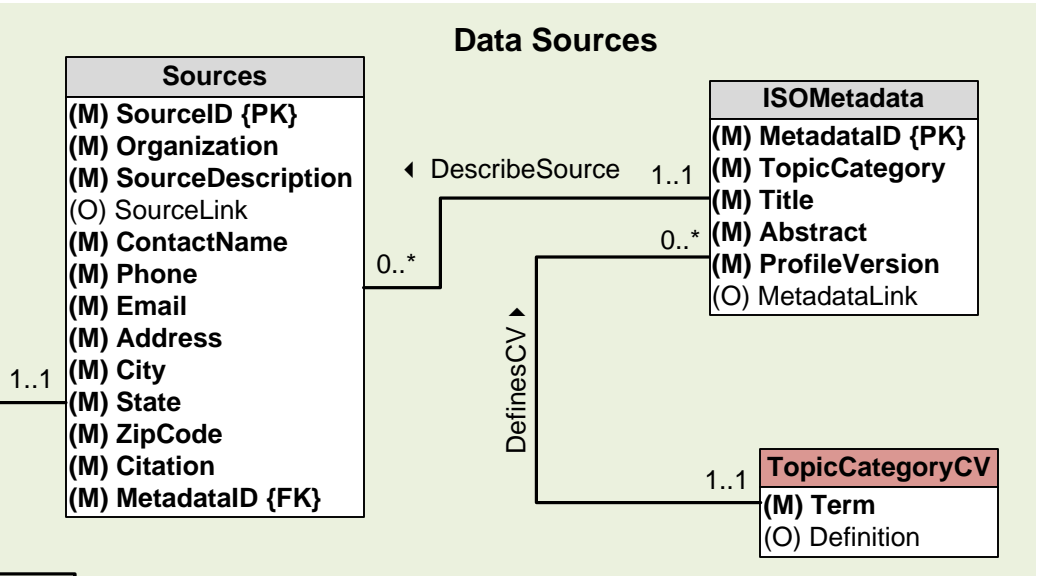 Data Sources
Sources
(M) SourceID {PK}
(M) Organization
(M) SourceDescription
(O) SourceLink
(M) ContactName
(M) Phone
(M) Email
(M) Address
(M) City
(M) State
(M) ZipCode
(M) Citation
(M) MetadataID {FK}
1..1
0..*
◄ DescribeSource
1..1
ISOMetadata
(M) MetadataID {PK}
(M) TopicCategory
(M) Title
(M) Abstract
(M) ProfileVersion
(O) MetadataLink
0..*
DefinesCV ►
1..1
TopicCategoryCV
(M) Term
(O) Definition